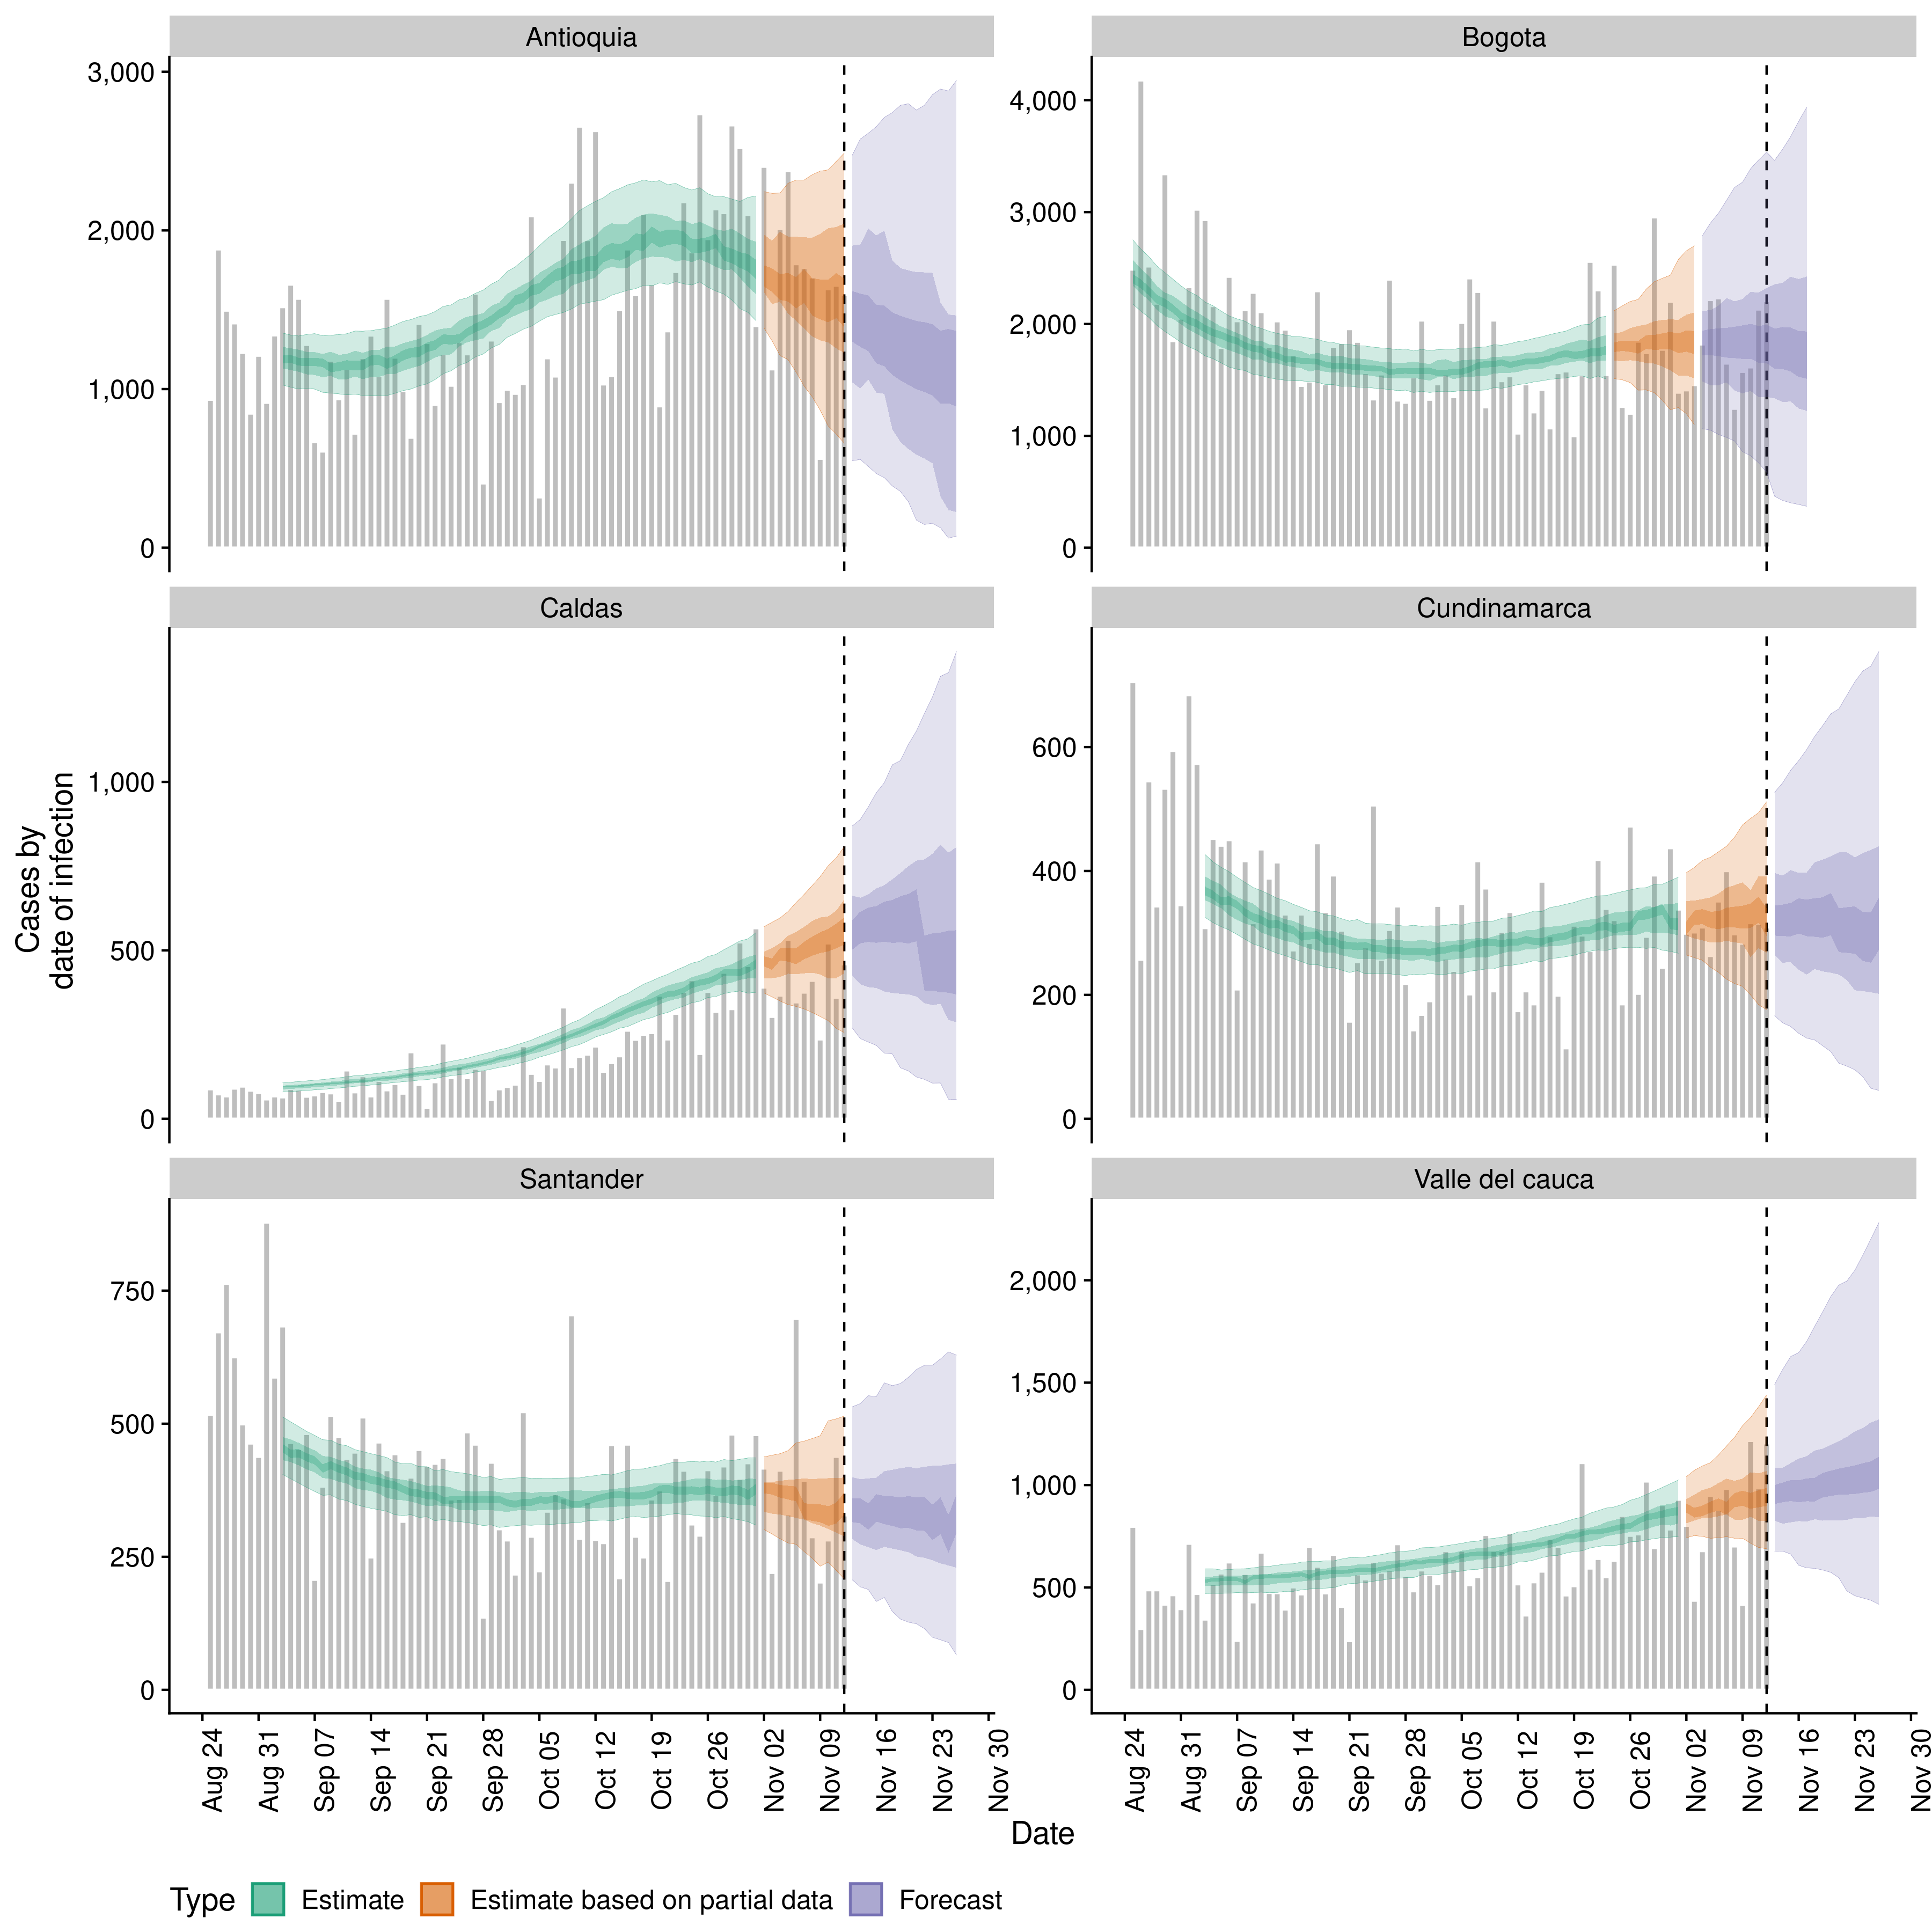 Antioquia
Bogota
3,000
2,000
1,000
0
4,000
3,000
2,000
1,000
0
Caldas
Cundinamarca
1,000
500
0
600
400
200
0
Cases by
date of infection
Santander
Valle del cauca
750
500
250
0
2,000
1,500
1,000
500
0
Aug 24
Aug 31
Sep 07
Sep 14
Sep 21
Sep 28
Oct 05
Oct 12
Oct 19
Oct 26
Nov 02
Nov 09
Nov 16
Nov 23
Nov 30
Aug 24
Aug 31
Sep 07
Sep 14
Sep 21
Sep 28
Oct 05
Oct 12
Oct 19
Oct 26
Nov 02
Nov 09
Nov 16
Nov 23
Nov 30
Date
Type Estimate Estimate based on partial data Forecast